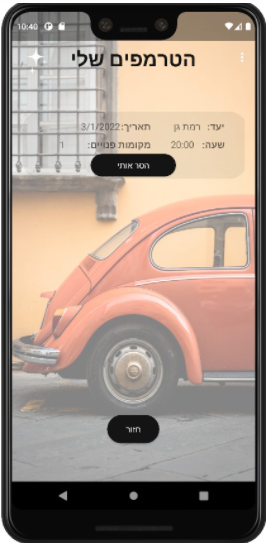 10:40
הטרמפים שלי
יעד: רמת גן תאריך: 3/1/2022
שעה: 20:00 מקומות פנויים: 1
הסר אותי
חזור